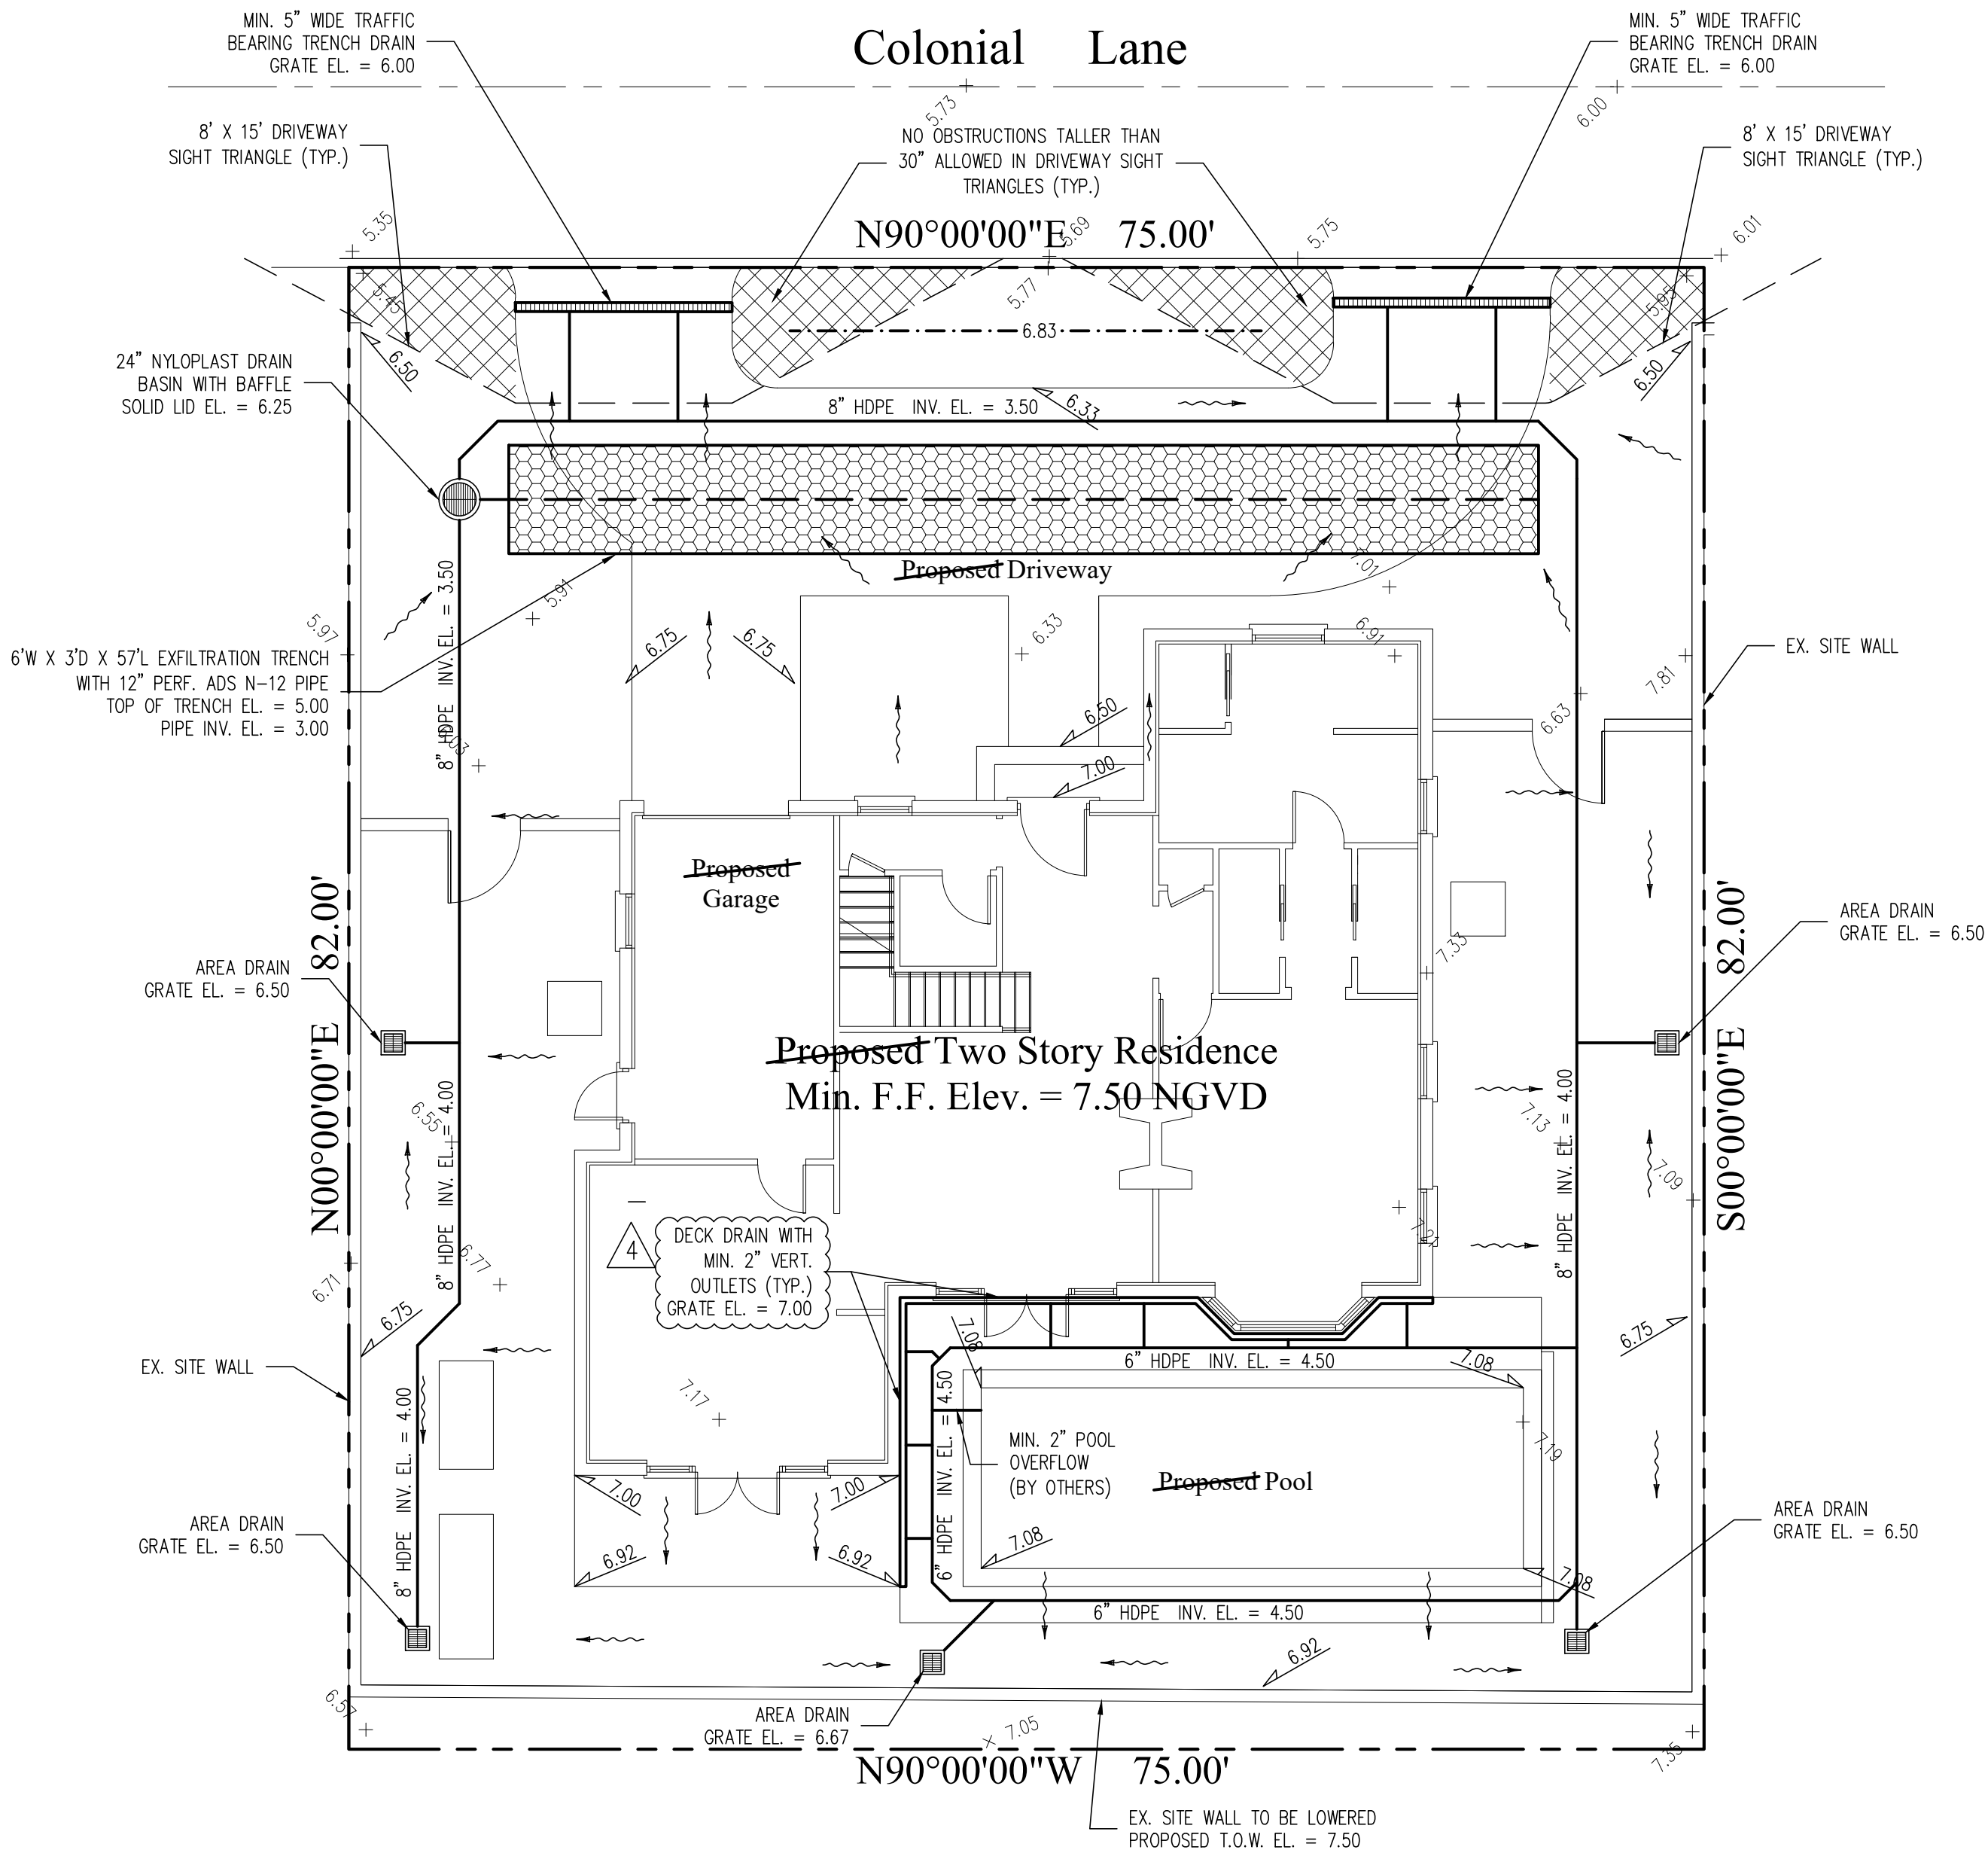 MIN. 5" WIDE TRAFFIC
BEARING TRENCH DRAIN
GRATE EL. = 6.00
Colonial Lane
MIN. 5" WIDE TRAFFIC
BEARING TRENCH DRAIN
GRATE EL. = 6.00
5.73
6.00
8' X 15' DRIVEWAY
SIGHT TRIANGLE (TYP.)
NO OBSTRUCTIONS TALLER THAN
30" ALLOWED IN DRIVEWAY SIGHT
TRIANGLES (TYP.)
8' X 15' DRIVEWAY
SIGHT TRIANGLE (TYP.)
5.35
N90°00'00"E 75.00'
5.69
5.75
6.01
5.45
5.77
5.95
6.83
6.50
6.50
24" NYLOPLAST DRAIN
BASIN WITH BAFFLE
SOLID LID EL. = 6.25
8" HDPE INV. EL. = 3.50
6.33
Proposed Driveway
7.01
8" HDPE INV. EL. = 3.50
5.91
5.97
6.33
6.91
6.75
6.75
6'W X 3'D X 57'L EXFILTRATION TRENCH
WITH 12" PERF. ADS N-12 PIPE
TOP OF TRENCH EL. = 5.00
PIPE INV. EL. = 3.00
EX. SITE WALL
7.81
6.63
6.50
7.00
Proposed
Garage
AREA DRAIN
GRATE EL. = 6.50
AREA DRAIN
GRATE EL. = 6.50
7.33
N00°00'00"E 82.00'
S00°00'00"E 82.00'
Proposed Two Story Residence
Min. F.F. Elev. = 7.50 NGVD
8" HDPE INV. EL. = 4.00
6.55
7.13
8" HDPE INV. EL. = 4.00
7.09
4
DECK DRAIN WITH
MIN. 2" VERT.
OUTLETS (TYP.)
GRATE EL. = 7.00
6.77
6.71
6.75
6.75
7.08
7.08
6" HDPE INV. EL. = 4.50
EX. SITE WALL
8" HDPE INV. EL. = 4.00
7.17
6" HDPE INV. EL. = 4.50
MIN. 2" POOL
OVERFLOW
(BY OTHERS)
Proposed Pool
7.19
7.00
7.00
AREA DRAIN
GRATE EL. = 6.50
AREA DRAIN
GRATE EL. = 6.50
7.08
7.08
6.92
6.92
6" HDPE INV. EL. = 4.50
6.92
6.57
AREA DRAIN
GRATE EL. = 6.67
7.05
7.35
N90°00'00"W 75.00'
EX. SITE WALL TO BE LOWERED
PROPOSED T.O.W. EL. = 7.50